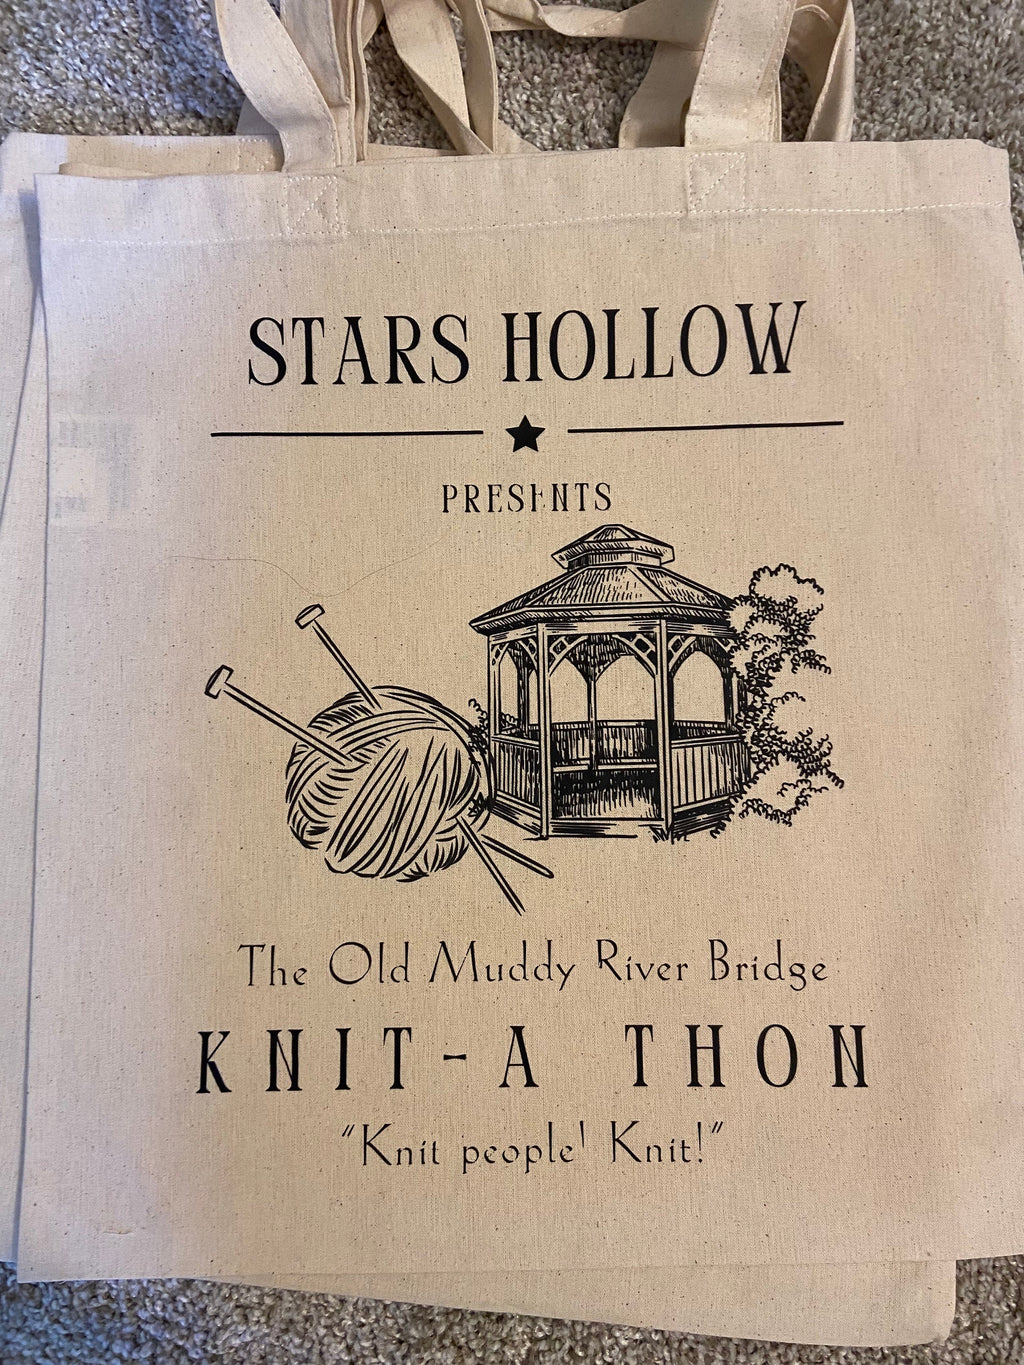 STARS HOLLOW
PRESENTS
The Old Muddy River Bridge
KNIT-A THON
"Knit people' Knit!"